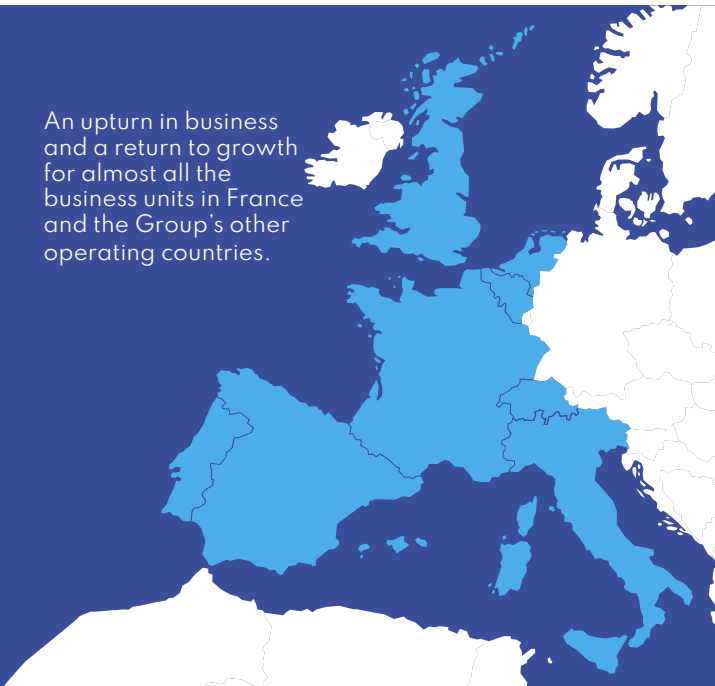 An upturn in business
and a return to growth
for almost all the
business units in France
and the Group’s other
operating countries.